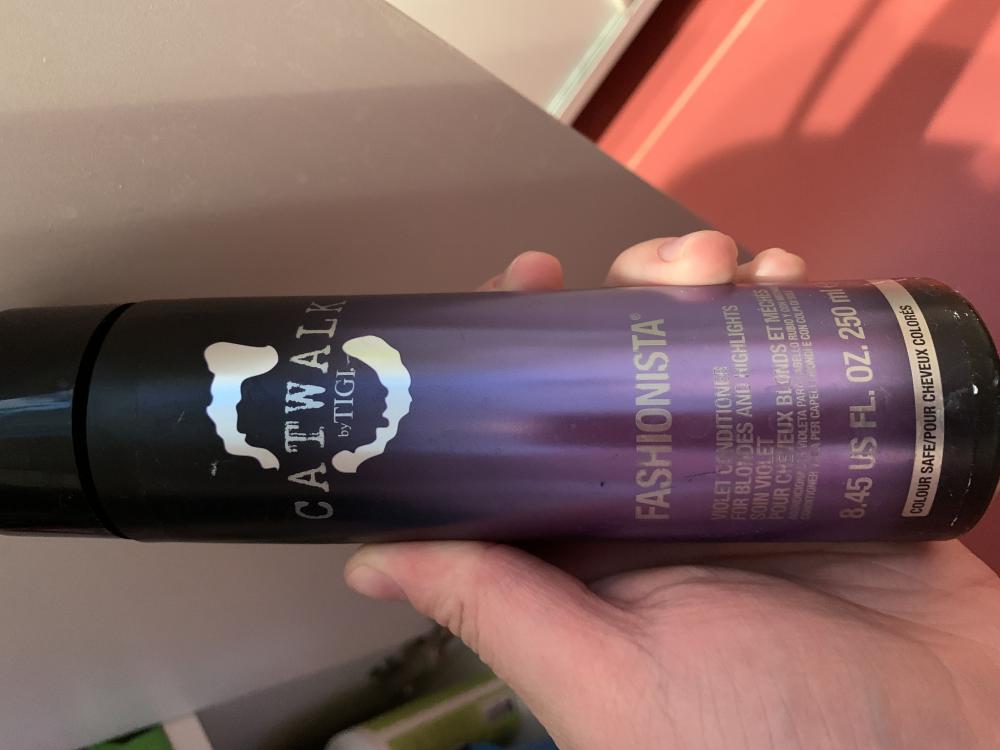 CATWALK
by TIGI
FASHIONISTA®
VIOLET CONDITIONER
FOR BLONDES AND HIGHLIGHTS
SOIN VIOLET
POUR CHEVEUX BLONDS ET MÈCHES
8.45 US FL. OZ. 250 ml
COLOUR SAFE/POUR CHEVEUX COLORÉS